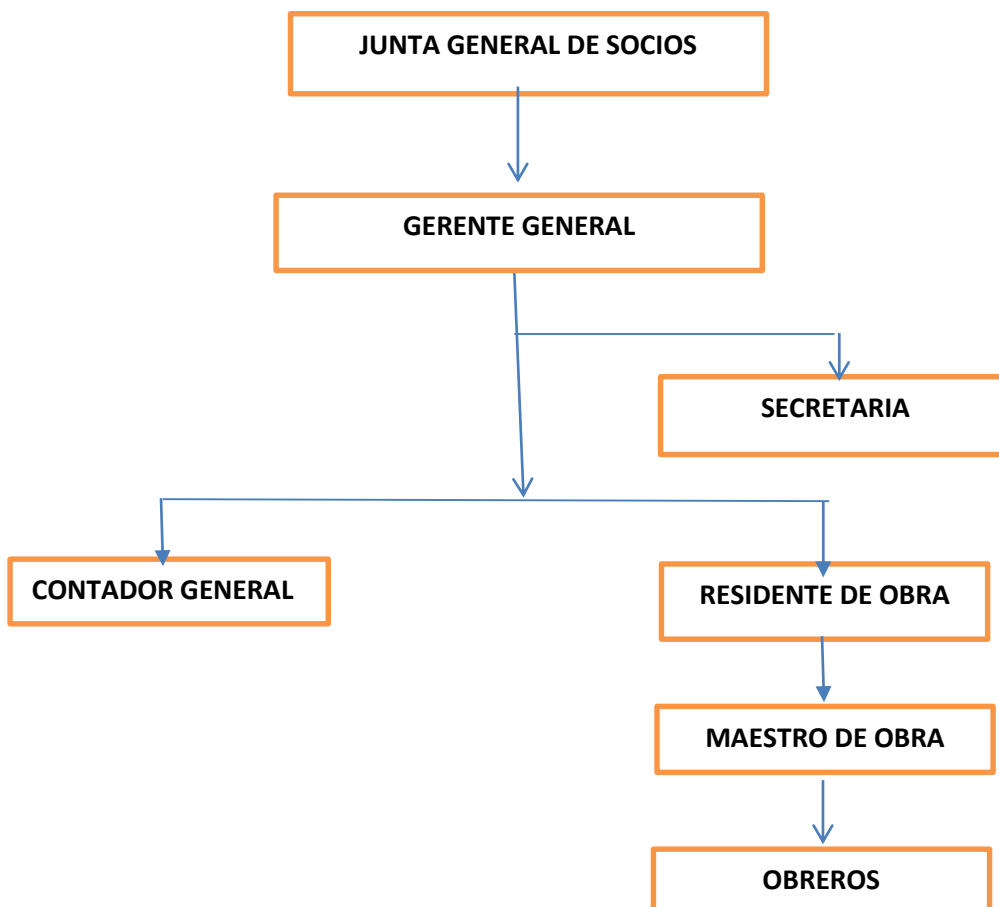 JUNTA GENERAL DE SOCIOS
GERENTE GENERAL
SECRETARIA
CONTADOR GENERAL
RESIDENTE DE OBRA
MAESTRO DE OBRA
OBREROS